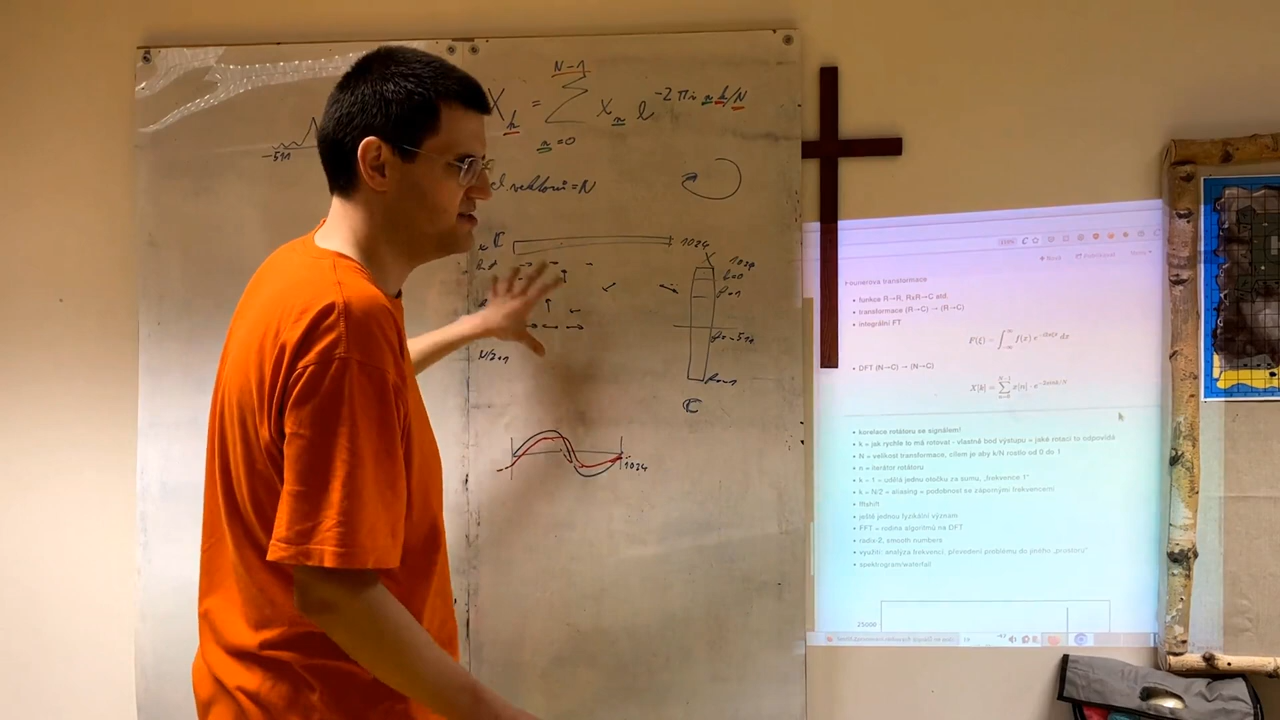 N-1
X_k = Σ x_n e^-2πi n k/N
n=0
-511
vektorů = N
x ℂ
1024
X 1024
k=0
k=1
N/2=1
ℂ
1024
Fourierova transformace
• funkce R→R, RxR→C atd.
• transformace (R→C) → (R→C)
• integrální FT
F(ξ) = ∫_{-∞}^{∞} f(x) e^{-i2πξx} dx
• DFT (N→C) → (N→C)
X[k] = Σ_{n=0}^{N-1} x[n] · e^{-2πink/N}
• korelace rotátoru se signálem!
• k = jak rychle to má rotovat - vlastně bod výstupu = jaké rotaci to odpovídá
• N = velikost transformace, cílem je aby k/N rostlo od 0 do 1
• n = iterátor rotátoru
• k = 1 = udělá jednu otočku za sumu, „frekvence 1“
• k = N/2 = aliasing = podobnost se zápornými frekvencemi
• fftshift
• ještě jednou fyzikální význam
• FFT = rodina algoritmů na DFT
• radix-2, smooth numbers
• využití: analýza frekvencí, převedení problému do jiného „prostoru“
• spektrogram/waterfall
25000